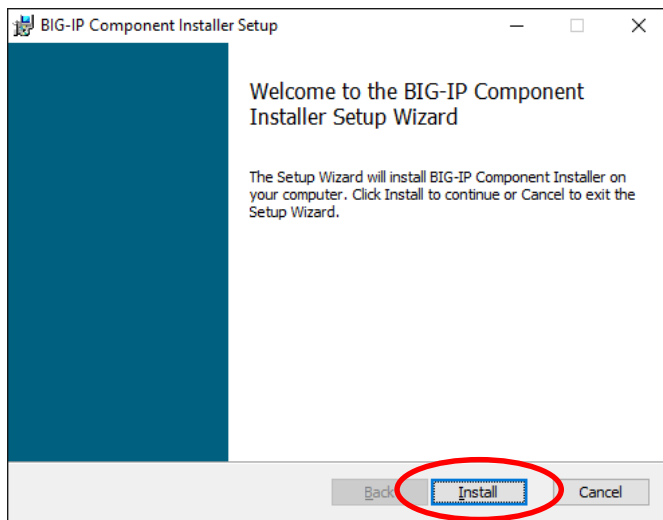 BIG-IP Component Installer Setup
Welcome to the BIG-IP Component
Installer Setup Wizard
The Setup Wizard will install BIG-IP Component Installer on
your computer. Click Install to continue or Cancel to exit the
Setup Wizard.
Back Install Cancel